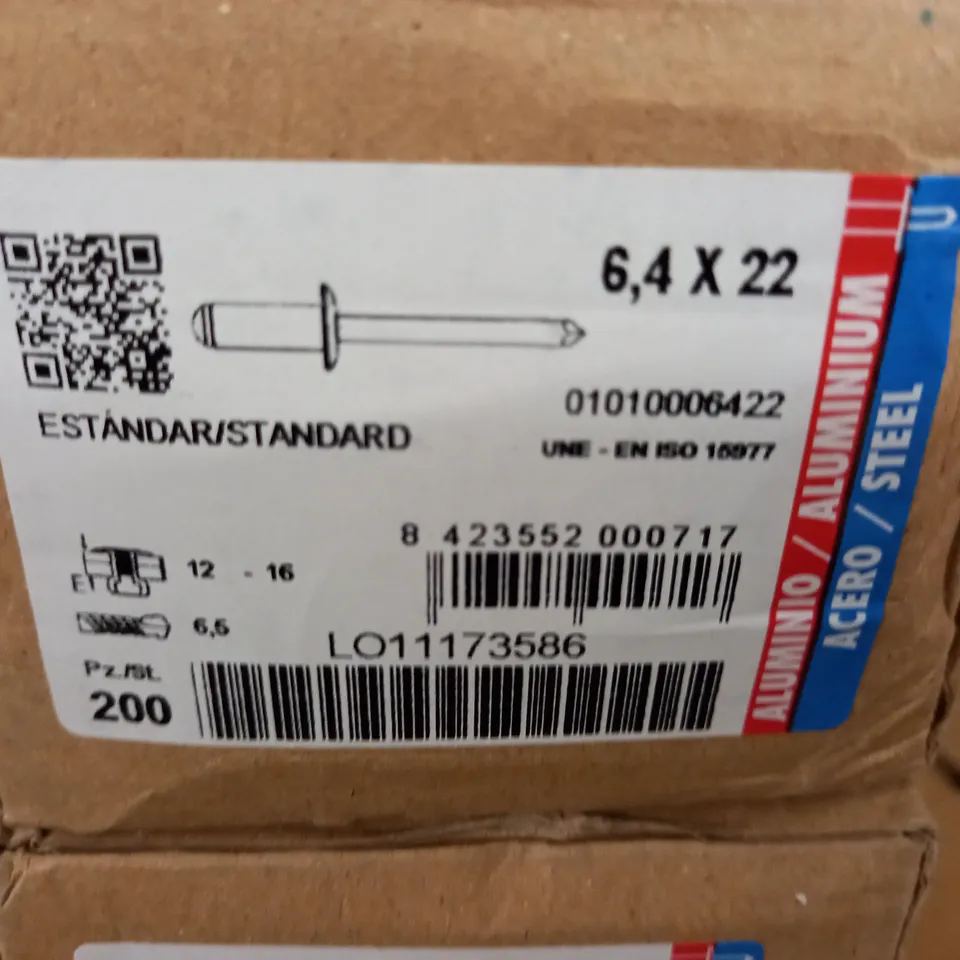 6,4 X 22
ESTÁNDAR/STANDARD
01010006422
UNE - EN ISO 15977
8 423552 000717
E
12 - 16
6,5
LO11173586
Pz./St.
200
ALUMINIO / ALUMINIUM
ACERO / STEEL